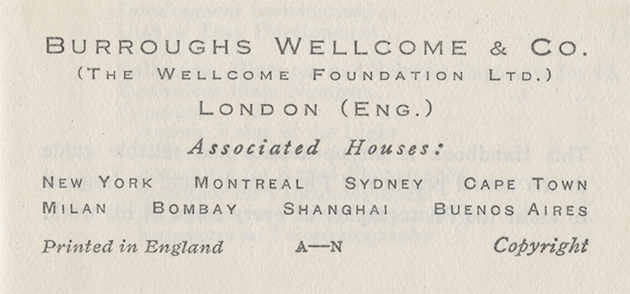 BURROUGHS WELLCOME & CO.
(THE WELLCOME FOUNDATION LTD.)
LONDON (ENG.)
Associated Houses:
NEW YORK MONTREAL SYDNEY CAPE TOWN
MILAN BOMBAY SHANGHAI BUENOS AIRES
Printed in England A—N Copyright